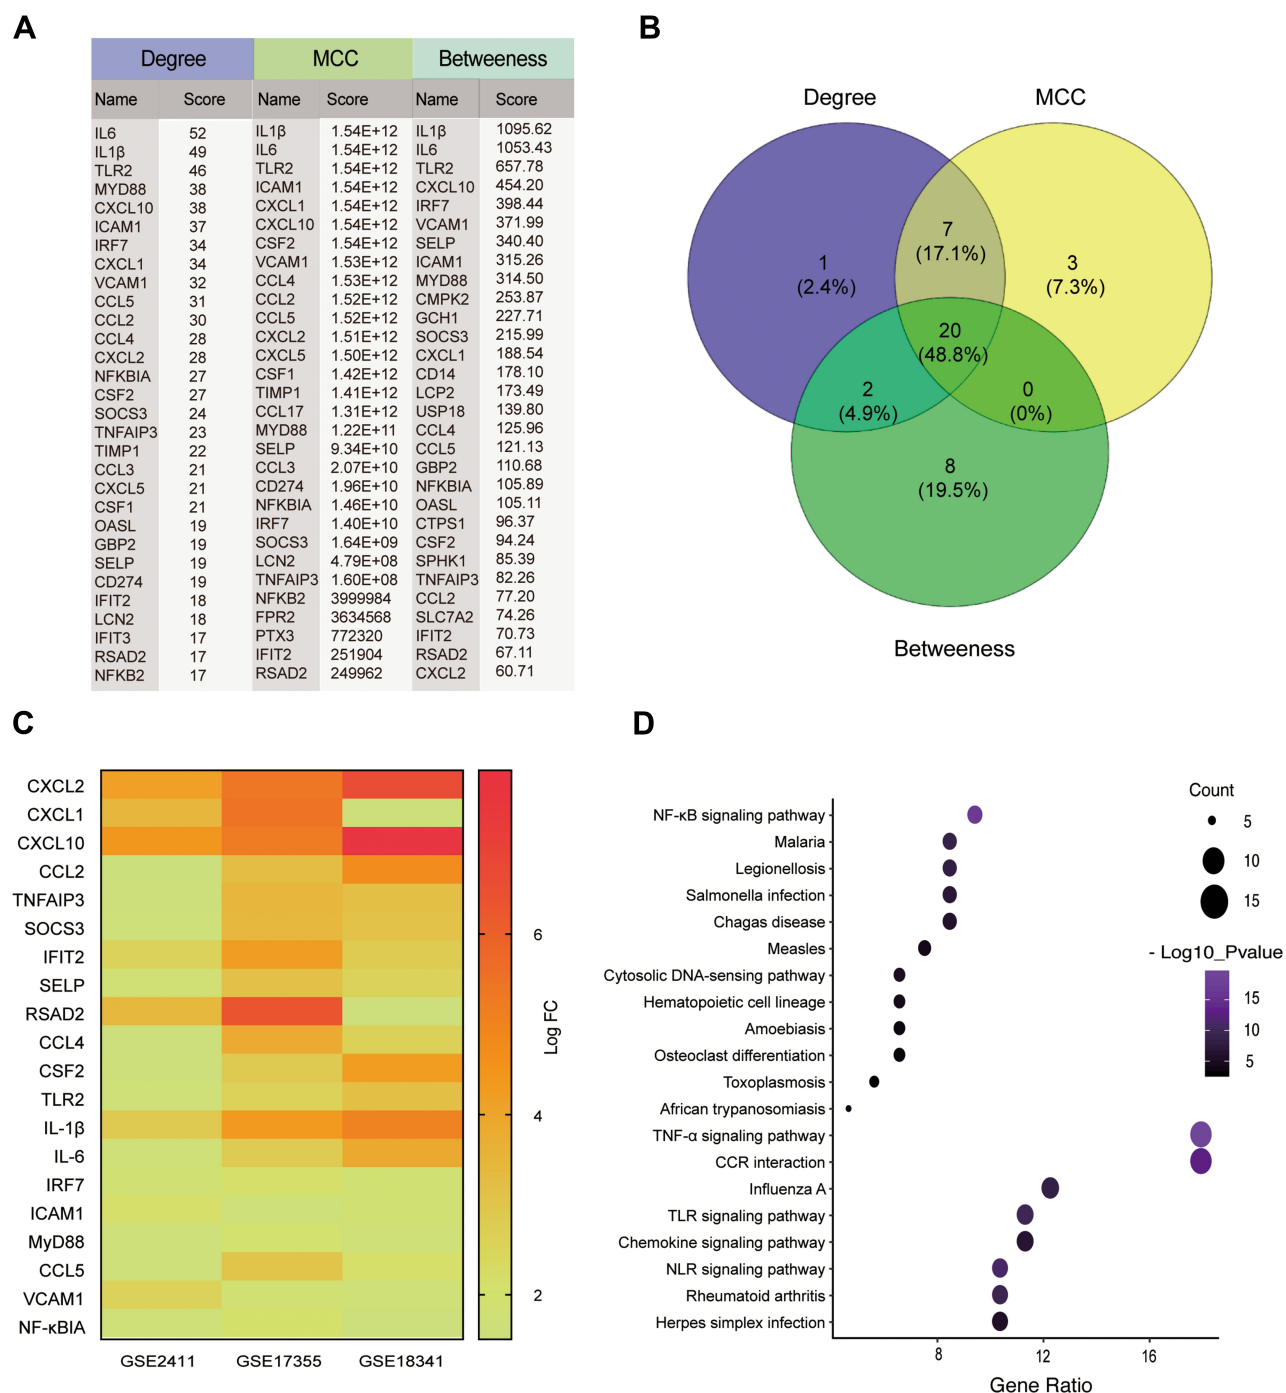 A
Degree MCC Betweeness
Name Score Name Score Name Score
IL6 52 IL1β 1.54E+12 IL1β 1095.62
IL1β 49 IL6 1.54E+12 IL6 1053.43
TLR2 46 TLR2 1.54E+12 TLR2 657.78
MYD88 38 ICAM1 1.54E+12 CXCL10 454.20
CXCL10 38 CXCL1 1.54E+12 IRF7 398.44
ICAM1 37 CXCL10 1.54E+12 VCAM1 371.99
IRF7 34 CSF2 1.54E+12 SELP 340.40
CXCL1 34 VCAM1 1.53E+12 ICAM1 315.26
VCAM1 32 CCL4 1.53E+12 MYD88 314.50
CCL5 31 CCL2 1.52E+12 CMPK2 253.87
CCL2 30 CCL5 1.52E+12 GCH1 227.71
CCL4 28 CXCL2 1.51E+12 SOCS3 215.99
CXCL2 28 CXCL5 1.50E+12 CXCL1 188.54
NFKBIA 27 CSF1 1.42E+12 CD14 178.10
CSF2 27 TIMP1 1.41E+12 LCP2 173.49
SOCS3 24 CCL17 1.31E+12 USP18 139.80
TNFAIP3 23 MYD88 1.22E+11 CCL4 125.96
TIMP1 22 SELP 9.34E+10 CCL5 121.13
CCL3 21 CCL3 2.07E+10 GBP2 110.68
CXCL5 21 CD274 1.96E+10 NFKBIA 105.89
CSF1 21 NFKBIA 1.46E+10 OASL 105.11
OASL 19 IRF7 1.40E+10 CTPS1 96.37
GBP2 19 SOCS3 1.64E+09 CSF2 94.24
SELP 19 LCN2 4.79E+08 SPHK1 85.39
CD274 19 TNFAIP3 1.60E+08 TNFAIP3 82.26
IFIT2 18 NFKB2 3999984 CCL2 77.20
LCN2 18 FPR2 3634568 SLC7A2 74.26
IFIT3 17 PTX3 772320 IFIT2 70.73
RSAD2 17 IFIT2 251904 RSAD2 67.11
NFKB2 17 RSAD2 249962 CXCL2 60.71
B
Degree MCC
7
(17.1%)
1
(2.4%)
3
(7.3%)
20
(48.8%)
2
(4.9%)
0
(0%)
8
(19.5%)
Betweeness
C
CXCL2
CXCL1
CXCL10
CCL2
TNFAIP3
SOCS3
IFIT2
SELP
RSAD2
CCL4
CSF2
TLR2
IL-1β
IL-6
IRF7
ICAM1
MyD88
CCL5
VCAM1
NF-κBIA
GSE2411 GSE17355 GSE18341
6
4
2
Log FC
D
NF-κB signaling pathway
Malaria
Legionellosis
Salmonella infection
Chagas disease
Measles
Cytosolic DNA-sensing pathway
Hematopoietic cell lineage
Amoebiasis
Osteoclast differentiation
Toxoplasmosis
African trypanosomiasis
TNF-α signaling pathway
CCR interaction
Influenza A
TLR signaling pathway
Chemokine signaling pathway
NLR signaling pathway
Rheumatoid arthritis
Herpes simplex infection
8 12 16
Gene Ratio
Count
5
10
15
- Log10_Pvalue
15
10
5